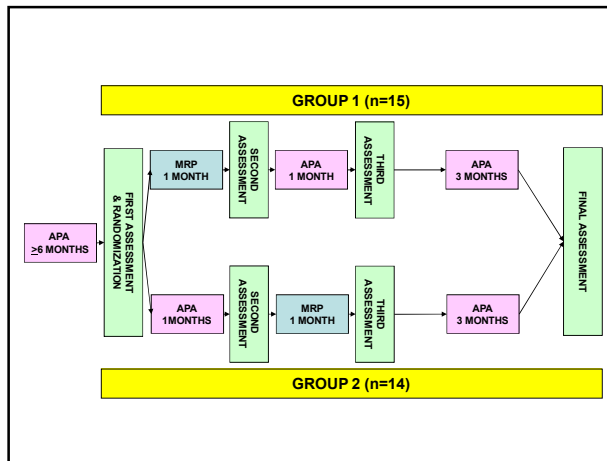 GROUP 1 (n=15)
APA
≥6 MONTHS
FIRST ASSESSMENT
& RANDOMIZATION
MRP
1 MONTH
SECOND
ASSESSMENT
APA
1 MONTH
THIRD
ASSESSMENT
APA
3 MONTHS
APA
1MONTHS
SECOND
ASSESSMENT
MRP
1 MONTH
THIRD
ASSESSMENT
APA
3 MONTHS
FINAL ASSESSMENT
GROUP 2 (n=14)